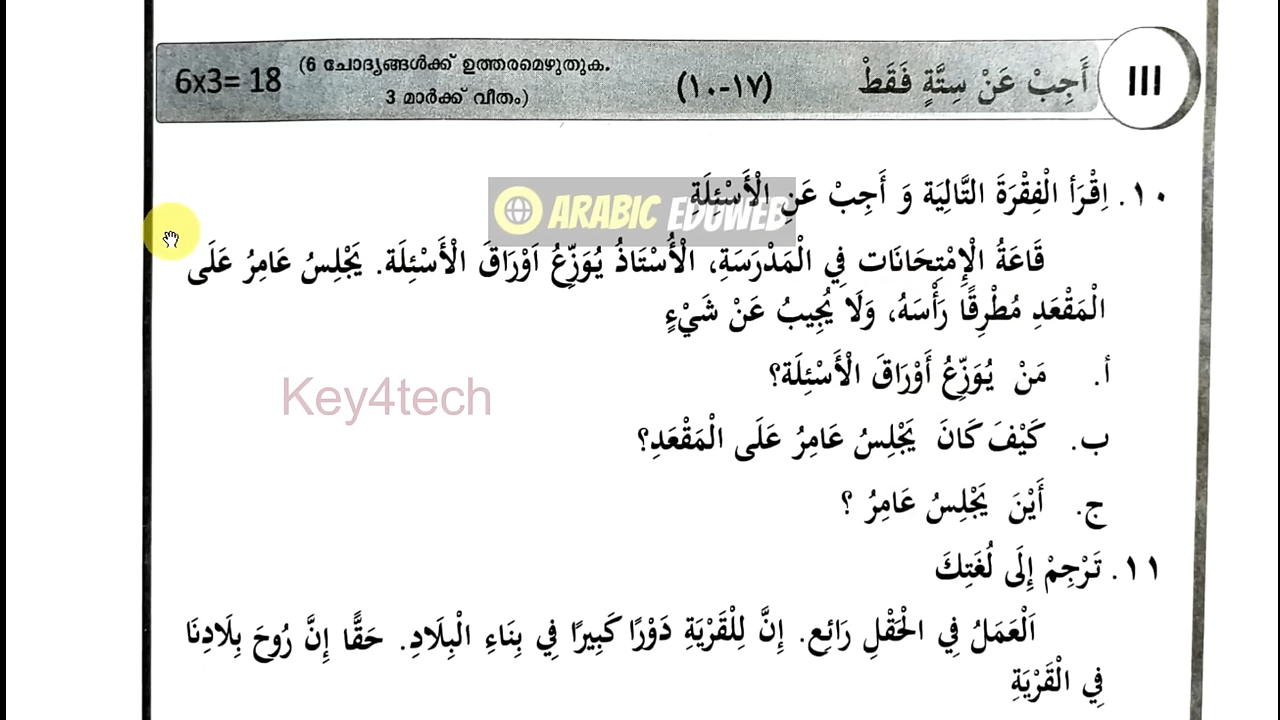 III أَجِبْ عَنْ سِتَّةٍ فَقَطْ (١٠-١٧) (6 ചോദ്യങ്ങൾക്ക് ഉത്തരമെഴുതുക. 6x3= 18
3 മാർക്ക് വീതം)
١٠. اِقْرَأ الْفِقْرَةَ التَّالِيَة وَ أَجِبْ عَنِ الْأَسْئِلَةِ
ARABIC EDUWEB
قَاعَةُ الْإِمْتِحَانَات فِي الْمَدْرَسَةِ، الْأُسْتَاذُ يُوَزِّعُ اَوْرَاقَ الْأَسْئِلَة. يَجْلِسُ عَامِرُ عَلَى
الْمَقْعَدِ مُطْرِقًا رَأْسَهُ، وَلَا يُجِيبُ عَنْ شَيْءٍ
أ. مَنْ يُوَزِّعُ أَوْرَاقَ الْأَسْئِلَة؟
Key4tech
ب. كَيْفَ كَانَ يَجْلِسُ عَامِرُ عَلَى الْمَقْعَدِ؟
ج. أَيْنَ يَجْلِسُ عَامِرُ ؟
١١. تَرْجِمْ إِلَى لُغَتِكَ
اَلْعَمَلُ فِي الْحَقْلِ رَائِع. إِنَّ لِلْقَرْيَةِ دَوْرًا كَبِيرًا فِي بِنَاءِ الْبِلَادِ. حَقًّا إِنَّ رُوحَ بِلَادِنَا
فِي الْقَرْيَةِ